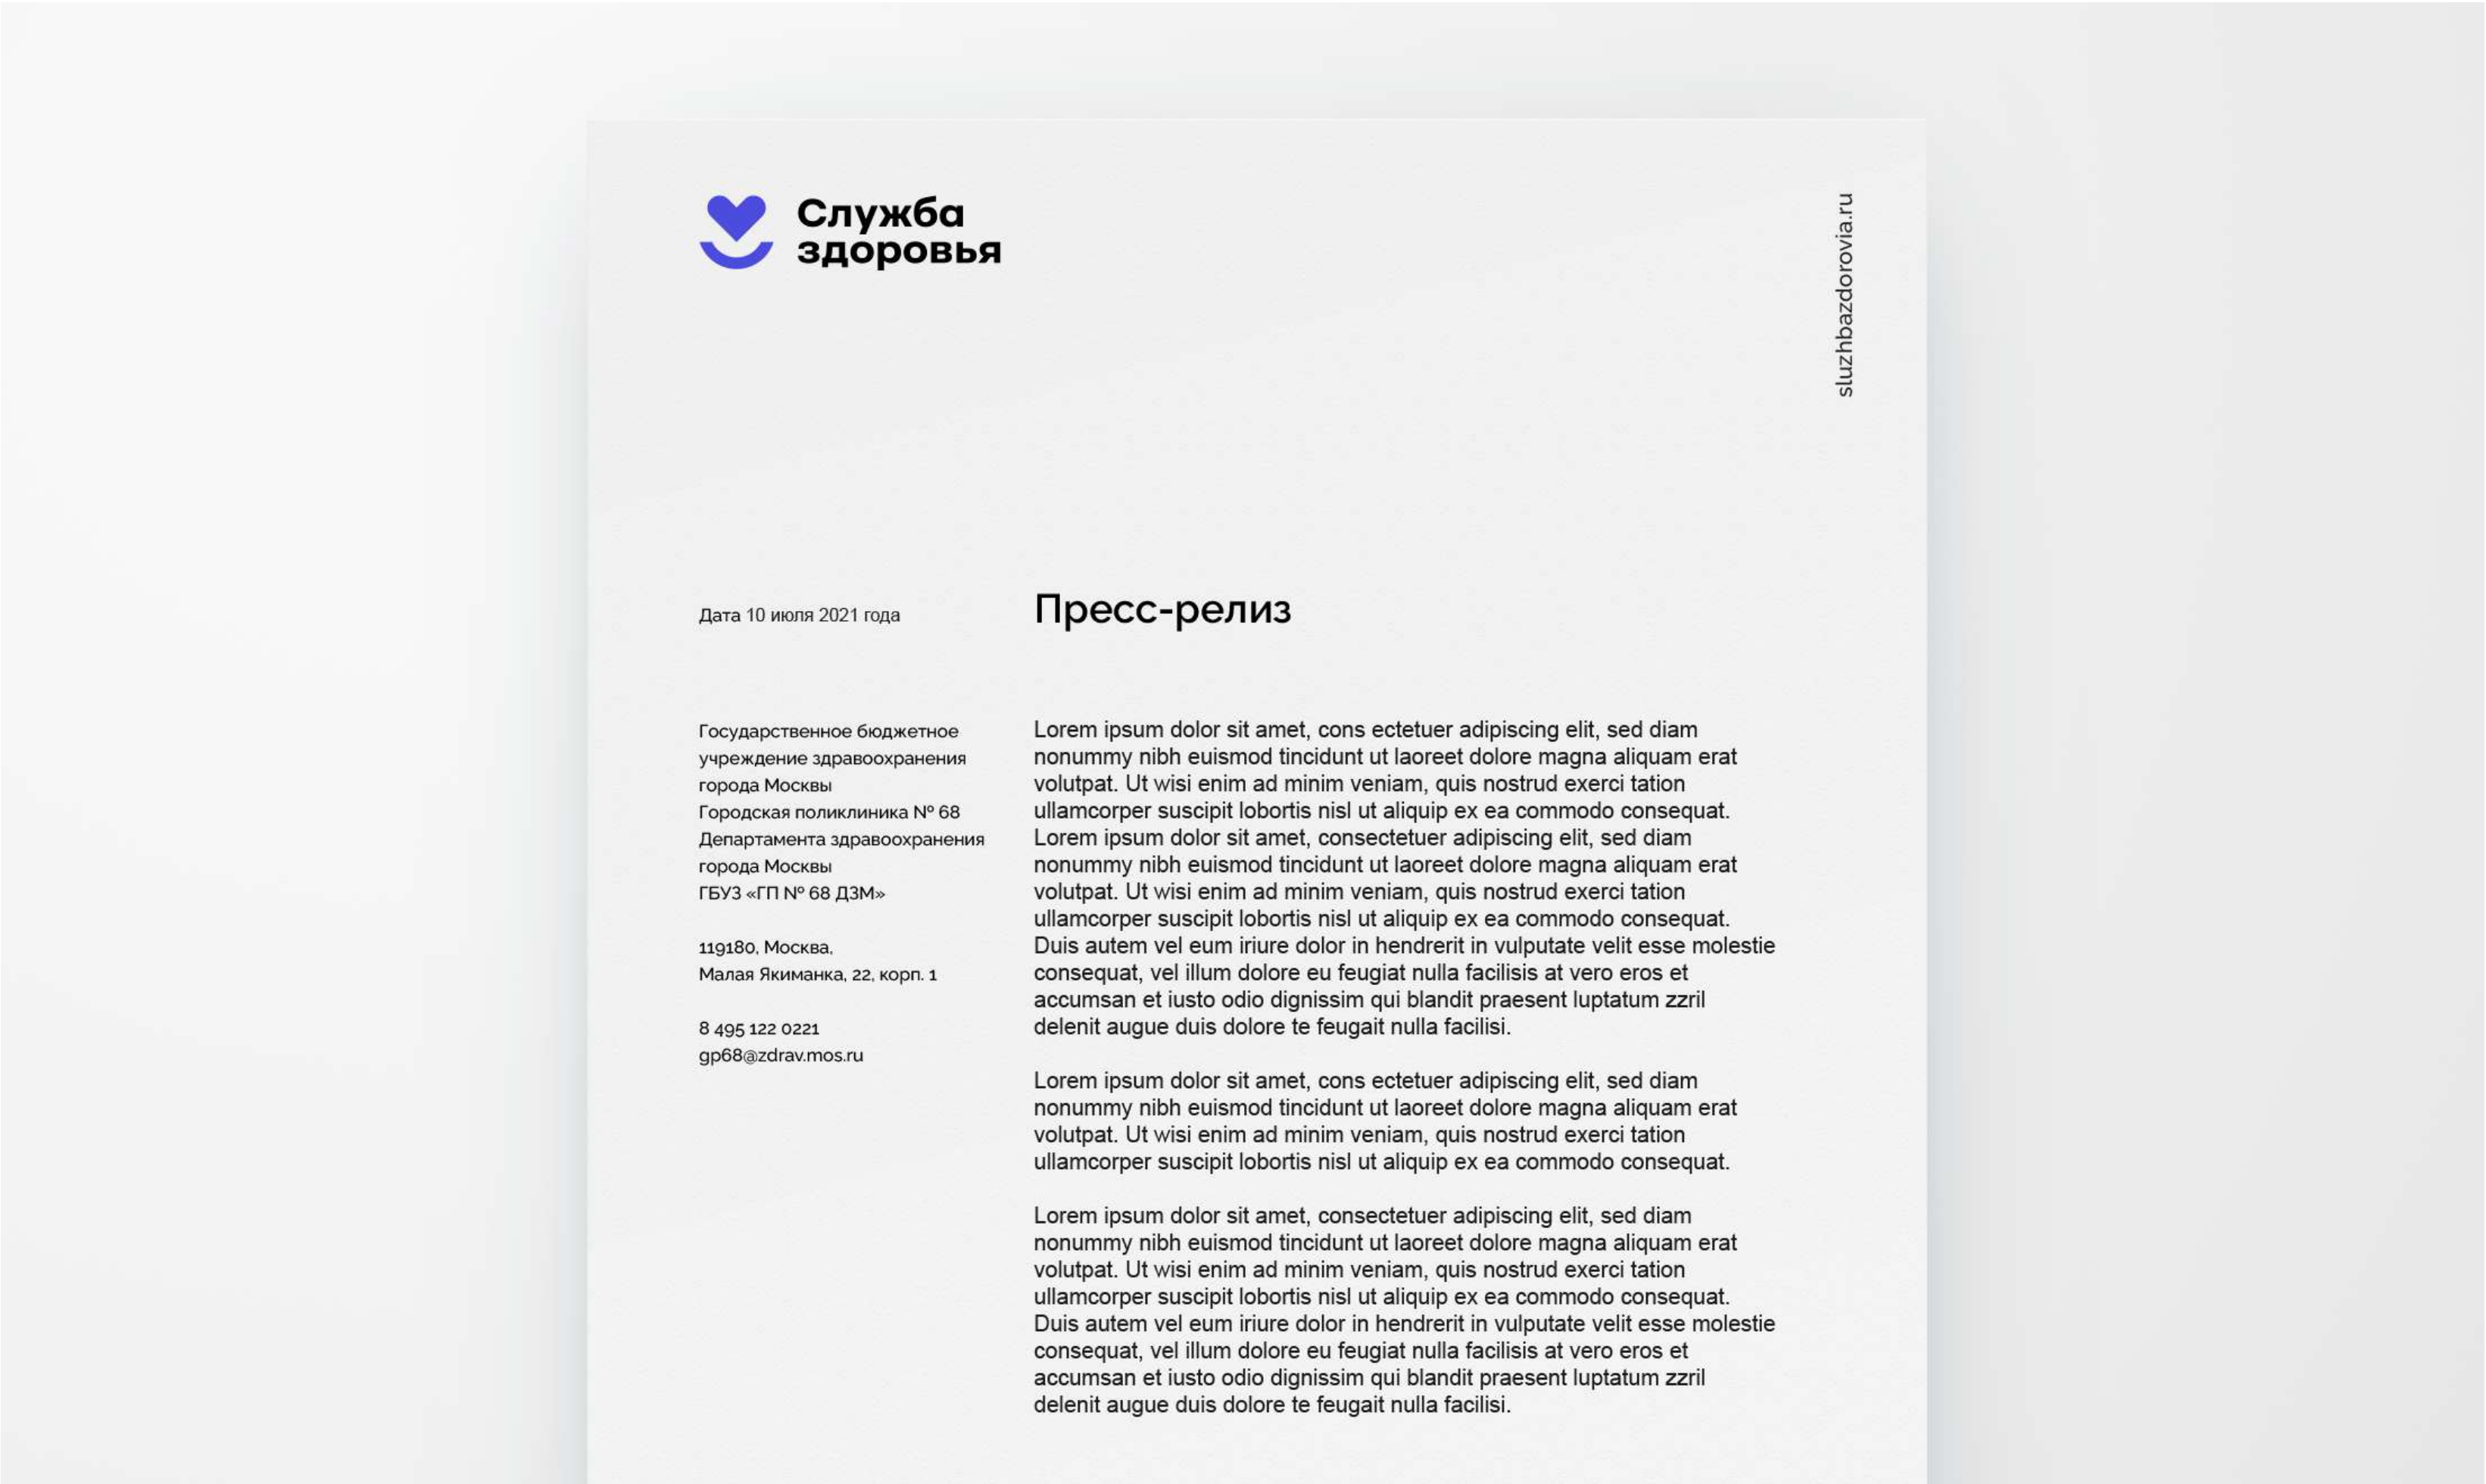 Служба
здоровья
sluzhbazdorovia.ru
Дата 10 июля 2021 года
Пресс-релиз
Государственное бюджетное
учреждение здравоохранения
города Москвы
Городская поликлиника № 68
Департамента здравоохранения
города Москвы
ГБУЗ «ГП № 68 ДЗМ»
119180, Москва,
Малая Якиманка, 22, корп. 1
8 495 122 0221
gp68@zdrav.mos.ru
Lorem ipsum dolor sit amet, cons ectetuer adipiscing elit, sed diam
nonummy nibh euismod tincidunt ut laoreet dolore magna aliquam erat
volutpat. Ut wisi enim ad minim veniam, quis nostrud exerci tation
ullamcorper suscipit lobortis nisl ut aliquip ex ea commodo consequat.
Lorem ipsum dolor sit amet, consectetuer adipiscing elit, sed diam
nonummy nibh euismod tincidunt ut laoreet dolore magna aliquam erat
volutpat. Ut wisi enim ad minim veniam, quis nostrud exerci tation
ullamcorper suscipit lobortis nisl ut aliquip ex ea commodo consequat.
Duis autem vel eum iriure dolor in hendrerit in vulputate velit esse molestie
consequat, vel illum dolore eu feugiat nulla facilisis at vero eros et
accumsan et iusto odio dignissim qui blandit praesent luptatum zzril
delenit augue duis dolore te feugait nulla facilisi.
Lorem ipsum dolor sit amet, cons ectetuer adipiscing elit, sed diam
nonummy nibh euismod tincidunt ut laoreet dolore magna aliquam erat
volutpat. Ut wisi enim ad minim veniam, quis nostrud exerci tation
ullamcorper suscipit lobortis nisl ut aliquip ex ea commodo consequat.
Lorem ipsum dolor sit amet, consectetuer adipiscing elit, sed diam
nonummy nibh euismod tincidunt ut laoreet dolore magna aliquam erat
volutpat. Ut wisi enim ad minim veniam, quis nostrud exerci tation
ullamcorper suscipit lobortis nisl ut aliquip ex ea commodo consequat.
Duis autem vel eum iriure dolor in hendrerit in vulputate velit esse molestie
consequat, vel illum dolore eu feugiat nulla facilisis at vero eros et
accumsan et iusto odio dignissim qui blandit praesent luptatum zzril
delenit augue duis dolore te feugait nulla facilisi.